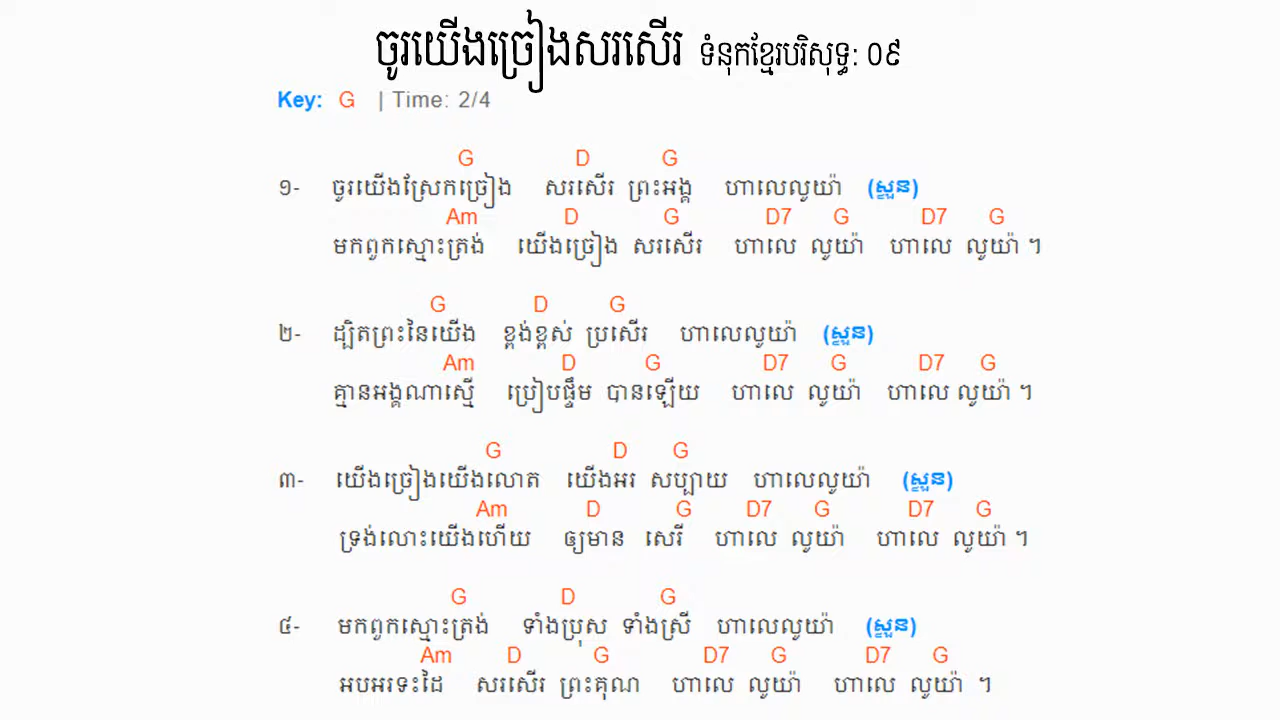 ចូរយើងច្រៀងសរសើរ ទំនុកខ្មែរបរិសុទ្ធ: ០៩
Key: G | Time: 2/4
G D G
១- ចូរយើងស្រែកច្រៀង សរសើរ ព្រះអង្គ ហាលេលូយ៉ា (ស្ទួន)
Am D G D7 G D7 G
មកពួកស្មោះត្រង់ យើងច្រៀង សរសើរ ហាលេ លូយ៉ា ហាលេ លូយ៉ា ។
G D G
២- ដ្បិតព្រះនៃយើង ខ្ពង់ខ្ពស់ ប្រសើរ ហាលេលូយ៉ា (ស្ទួន)
Am D G D7 G D7 G
គ្មានអង្គណាស្មើ ប្រៀបផ្ទឹម បានឡើយ ហាលេ លូយ៉ា ហាលេ លូយ៉ា ។
G D G
៣- យើងច្រៀងយើងលោត យើងអរ សប្បាយ ហាលេលូយ៉ា (ស្ទួន)
Am D G D7 G D7 G
ទ្រង់លោះយើងហើយ ឲ្យមាន សេរី ហាលេ លូយ៉ា ហាលេ លូយ៉ា ។
G D G
៤- មកពួកស្មោះត្រង់ ទាំងប្រុស ទាំងស្រី ហាលេលូយ៉ា (ស្ទួន)
Am D G D7 G D7 G
អបអរទះដៃ សរសើរ ព្រះគុណ ហាលេ លូយ៉ា ហាលេ លូយ៉ា ។